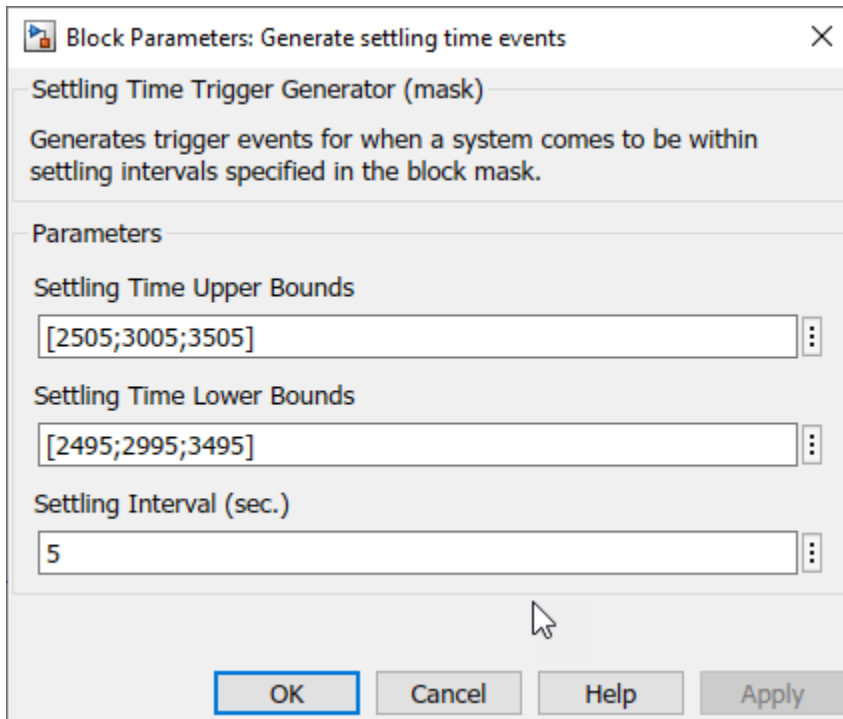 Block Parameters: Generate settling time events
Settling Time Trigger Generator (mask)
Generates trigger events for when a system comes to be within
settling intervals specified in the block mask.
Parameters
Settling Time Upper Bounds
[2505;3005;3505]
Settling Time Lower Bounds
[2495;2995;3495]
Settling Interval (sec.)
5
OK Cancel Help Apply